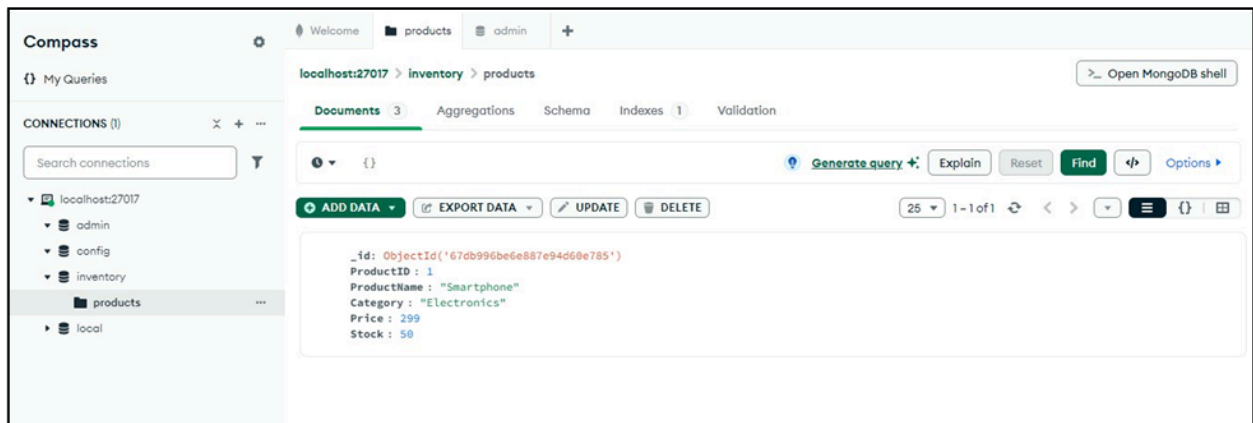 Compass
{} My Queries
CONNECTIONS (1)
Search connections
localhost:27017
admin
config
inventory
products
local
Welcome
products
admin
localhost:27017 > inventory > products
>_ Open MongoDB shell
Documents 3 Aggregations Schema Indexes 1 Validation
{} Generate query Explain Reset Find </> Options
ADD DATA EXPORT DATA UPDATE DELETE 25 1-1 of 1 {}
_id: ObjectId('67db996be6e887e94d60e785')
ProductID : 1
ProductName : "Smartphone"
Category : "Electronics"
Price : 299
Stock : 50